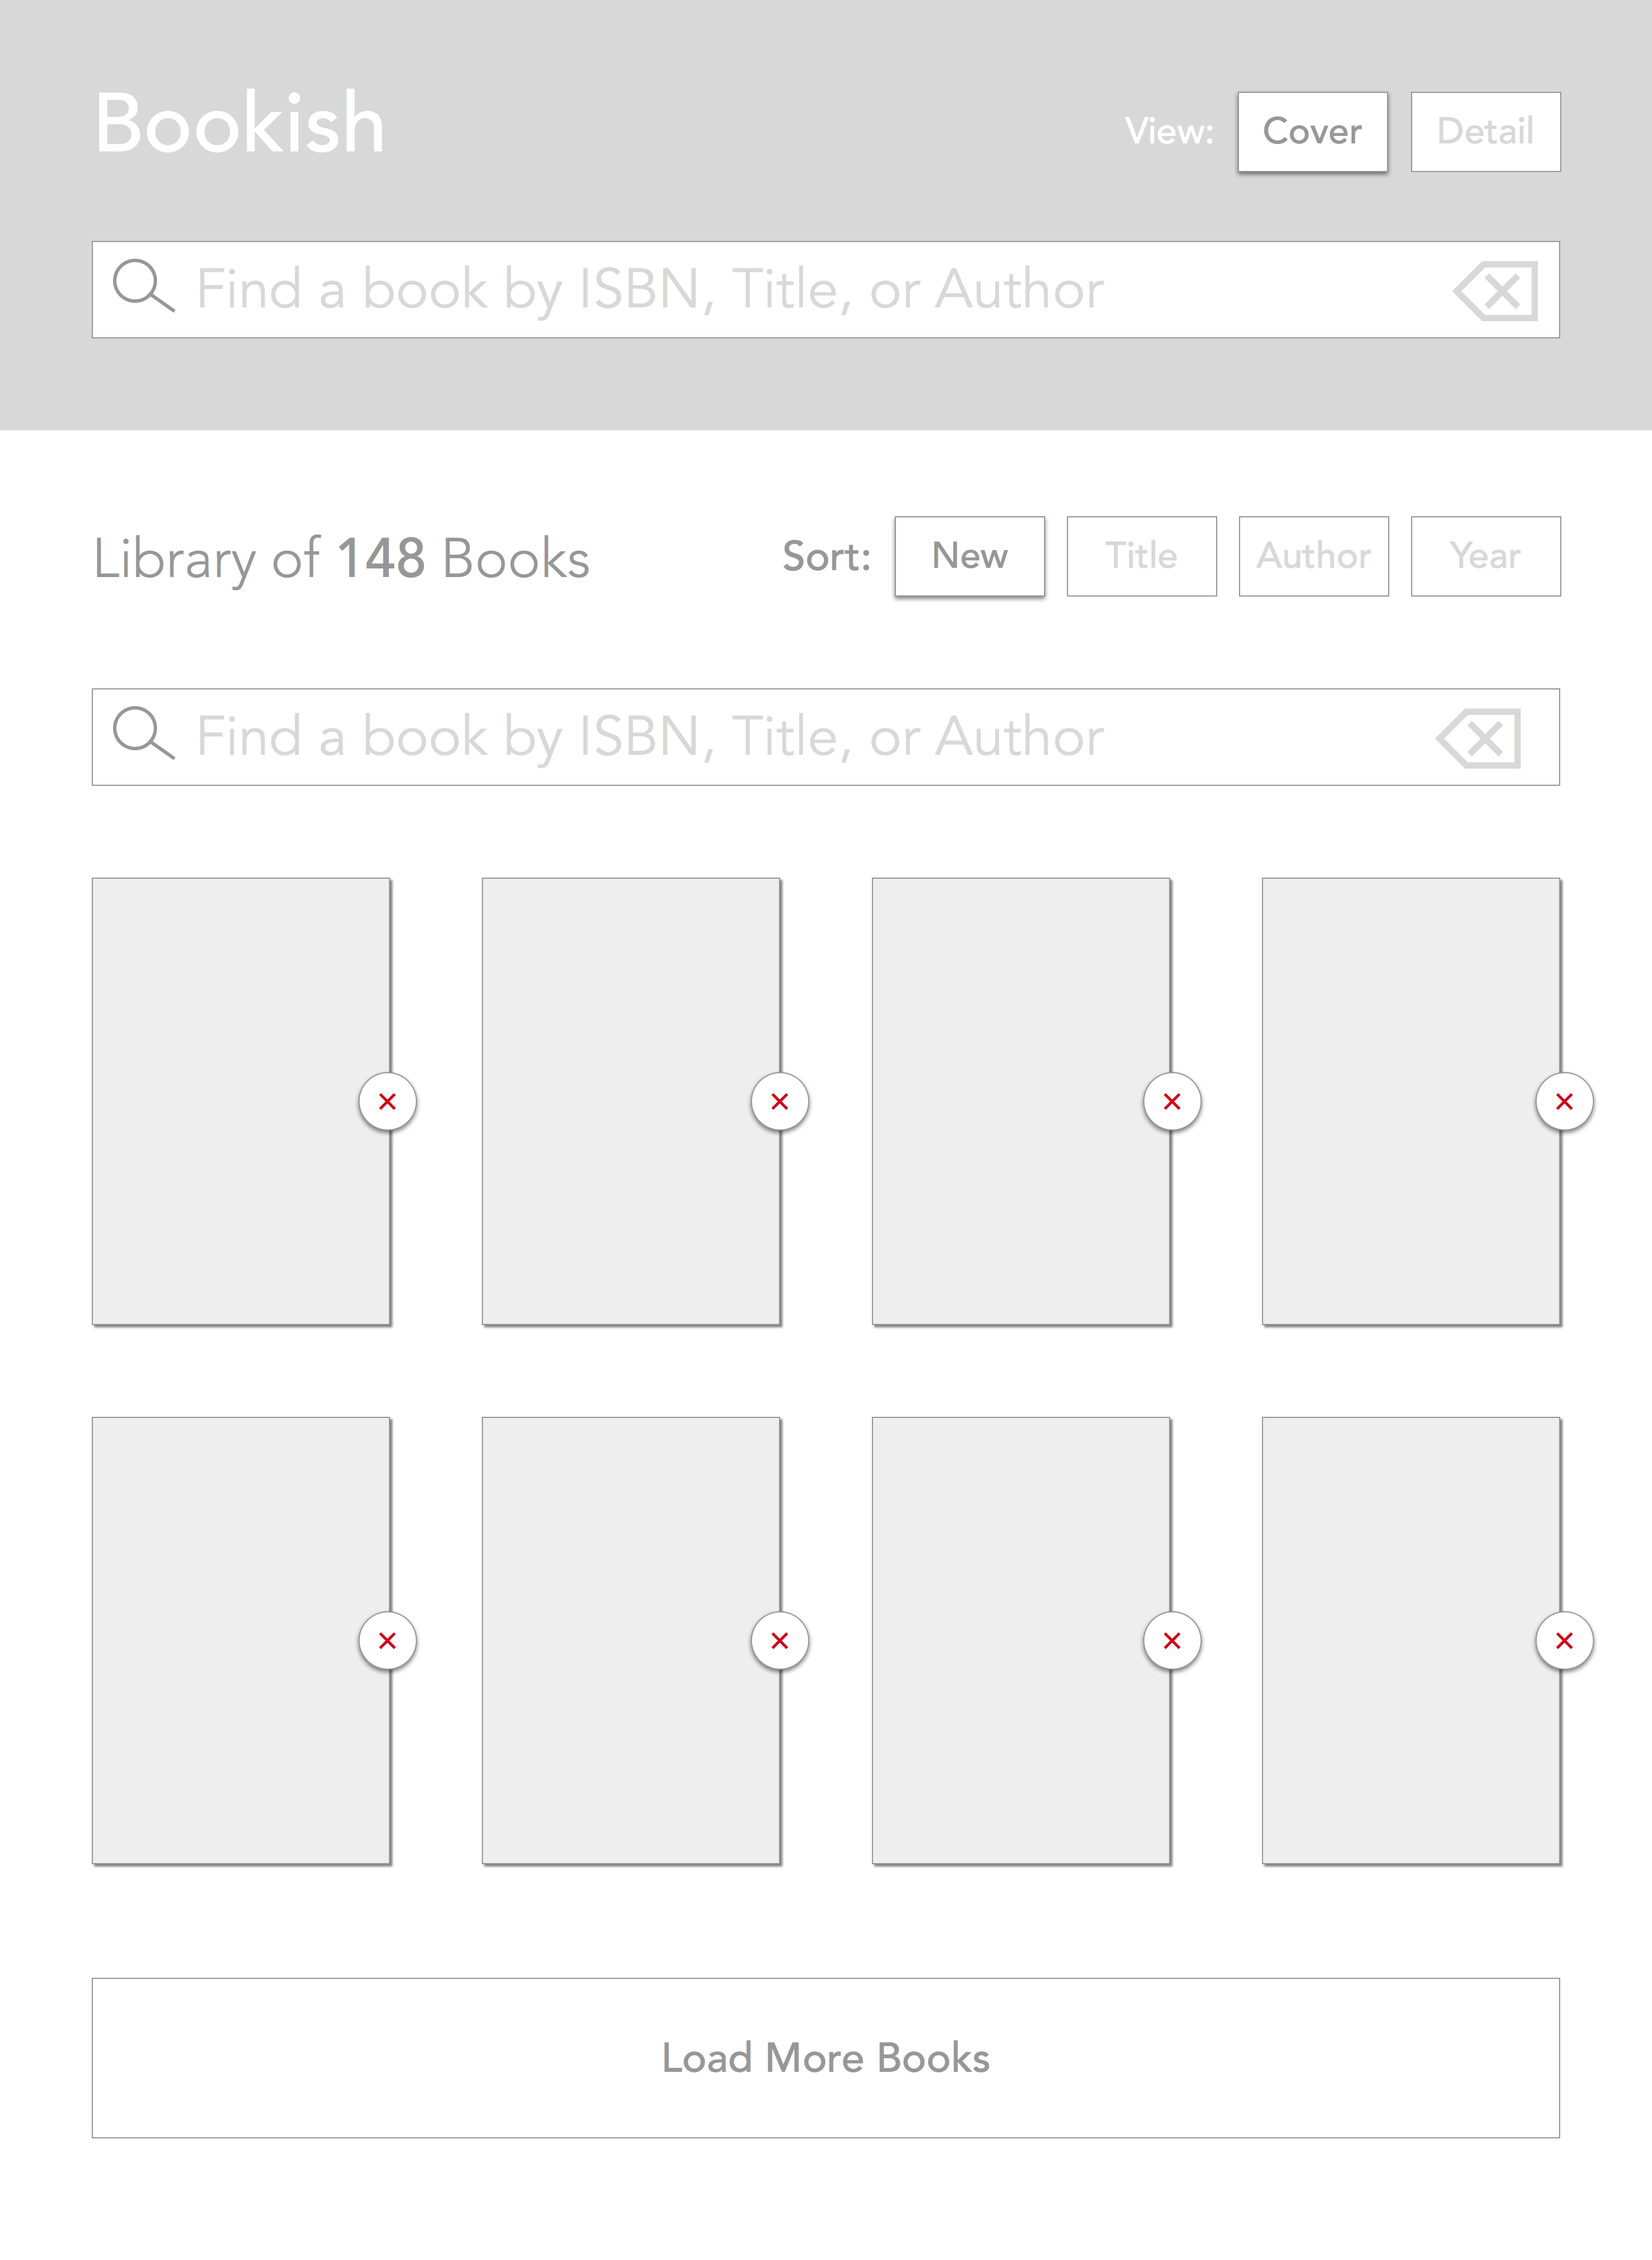 Bookish
View: Cover Detail
Find a book by ISBN, Title, or Author
Library of 148 Books
Sort: New Title Author Year
Find a book by ISBN, Title, or Author
Load More Books